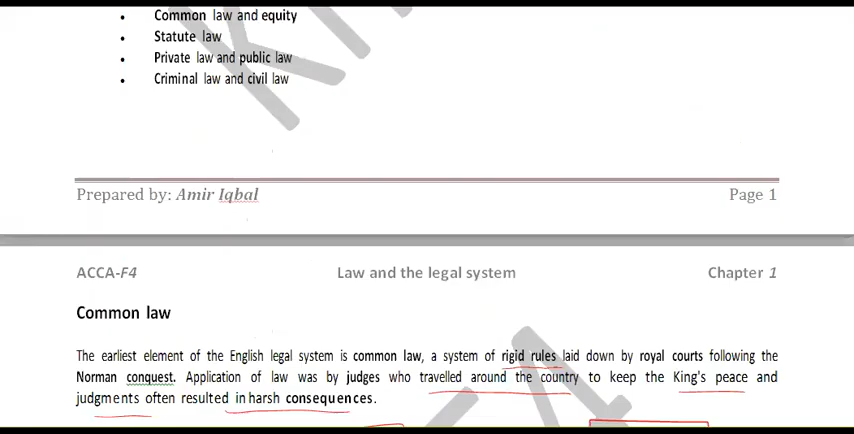 • Common law and equity
• Statute law
• Private law and public law
• Criminal law and civil law
Prepared by: Amir Iqbal Page 1
ACCA-F4 Law and the legal system Chapter 1
Common law
The earliest element of the English legal system is common law, a system of rigid rules laid down by royal courts following the
Norman conquest. Application of law was by judges who travelled around the country to keep the King's peace and
judgments often resulted in harsh consequences.